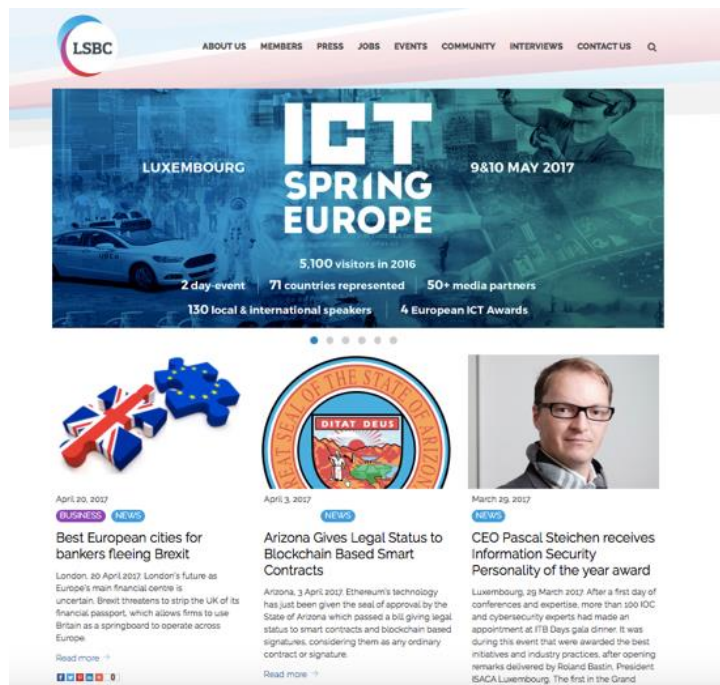 LSBC
ABOUT US MEMBERS PRESS JOBS EVENTS COMMUNITY INTERVIEWS CONTACT US
ICT
SPRING
EUROPE
LUXEMBOURG
9&10 MAY 2017
5,100 visitors in 2016
2 day-event 71 countries represented 50+ media partners
130 local & international speakers 4 European ICT Awards
April 20, 2017
BUSINESS NEWS
Best European cities for
bankers fleeing Brexit
London, 20 April 2017. London's future as
Europe's main financial centre is
uncertain. Brexit threatens to strip the UK of its
financial passport, which allows firms to use
Britain as a springboard to operate across
Europe.
Read more →
0
GREAT SEAL OF THE STATE OF ARIZONA
DITAT DEUS
April 3, 2017
NEWS
Arizona Gives Legal Status to
Blockchain Based Smart
Contracts
Arizona, 3 April 2017. Ethereum's technology
has just been given the seal of approval by the
State of Arizona which passed a bill giving legal
status to smart contracts and blockchain based
signatures, considering them as any ordinary
contract or signature.
Read more →
March 29, 2017
NEWS
CEO Pascal Steichen receives
Information Security
Personality of the year award
Luxembourg, 29 March 2017. After a first day of
conferences and expertise, more than 100 IOC
and cybersecurity experts had made an
appointment at ITB Days gala dinner. It was
during this event that were awarded the best
initiatives and industry practices, after opening
remarks delivered by Roland Bastin, President
ISACA Luxembourg. The first in the Grand